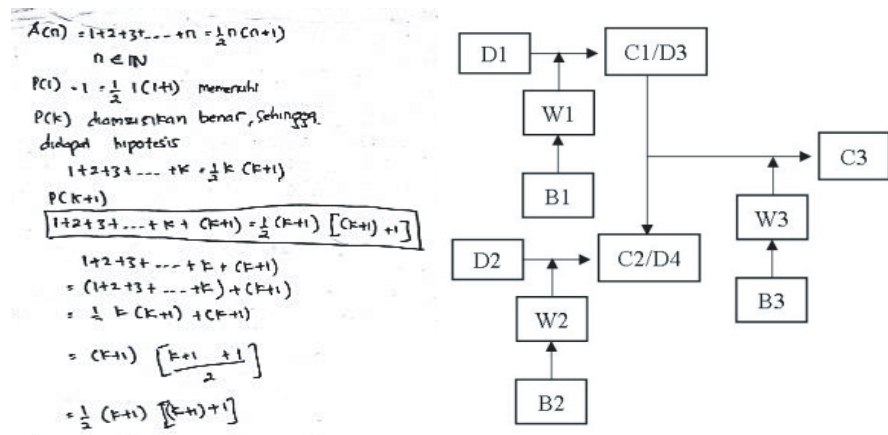 A(n) = 1+2+3+....+n = 1/2 n(n+1)
n ∈ ℕ
P(1) = 1 = 1/2 1(1+1) memenuhi
P(k) diamsusikan benar, sehingga
didapat hipotesis
1+2+3+....+k = 1/2 k (k+1)
P(k+1)
1+2+3+....+k+(k+1) = 1/2 (k+1) [(k+1)+1]
1+2+3+....+k+(k+1)
= (1+2+3+....+k)+(k+1)
= 1/2 k(k+1)+(k+1)
= (k+1) [(k+1 +1)/2]
= 1/2 (k+1) [(k+1)+1]
D1
C1/D3
W1
B1
C3
W3
B3
D2
C2/D4
W2
B2